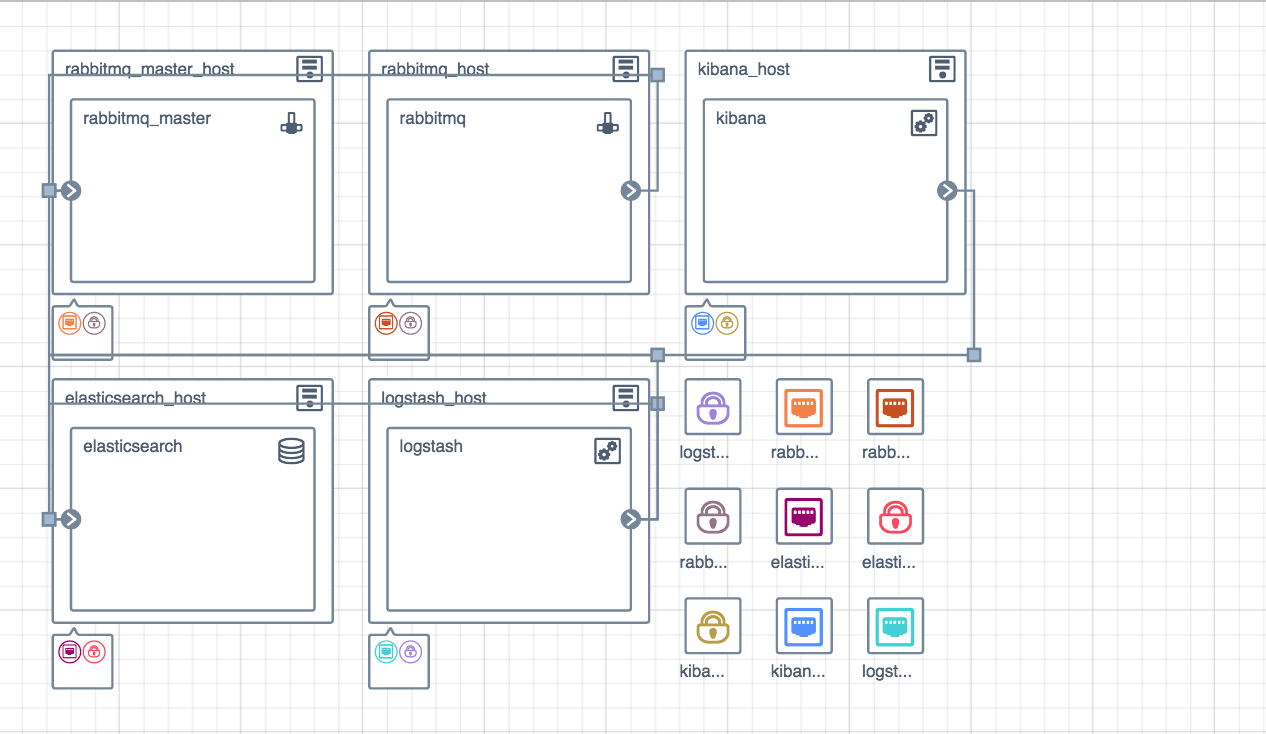 rabbitmq_master_host
rabbitmq_host
kibana_host
rabbitmq_master
rabbitmq
kibana
elasticsearch_host
logstash_host
elasticsearch
logstash
logst...
rabb...
rabb...
rabb...
elasti...
elasti...
kiba...
kiban...
logst...